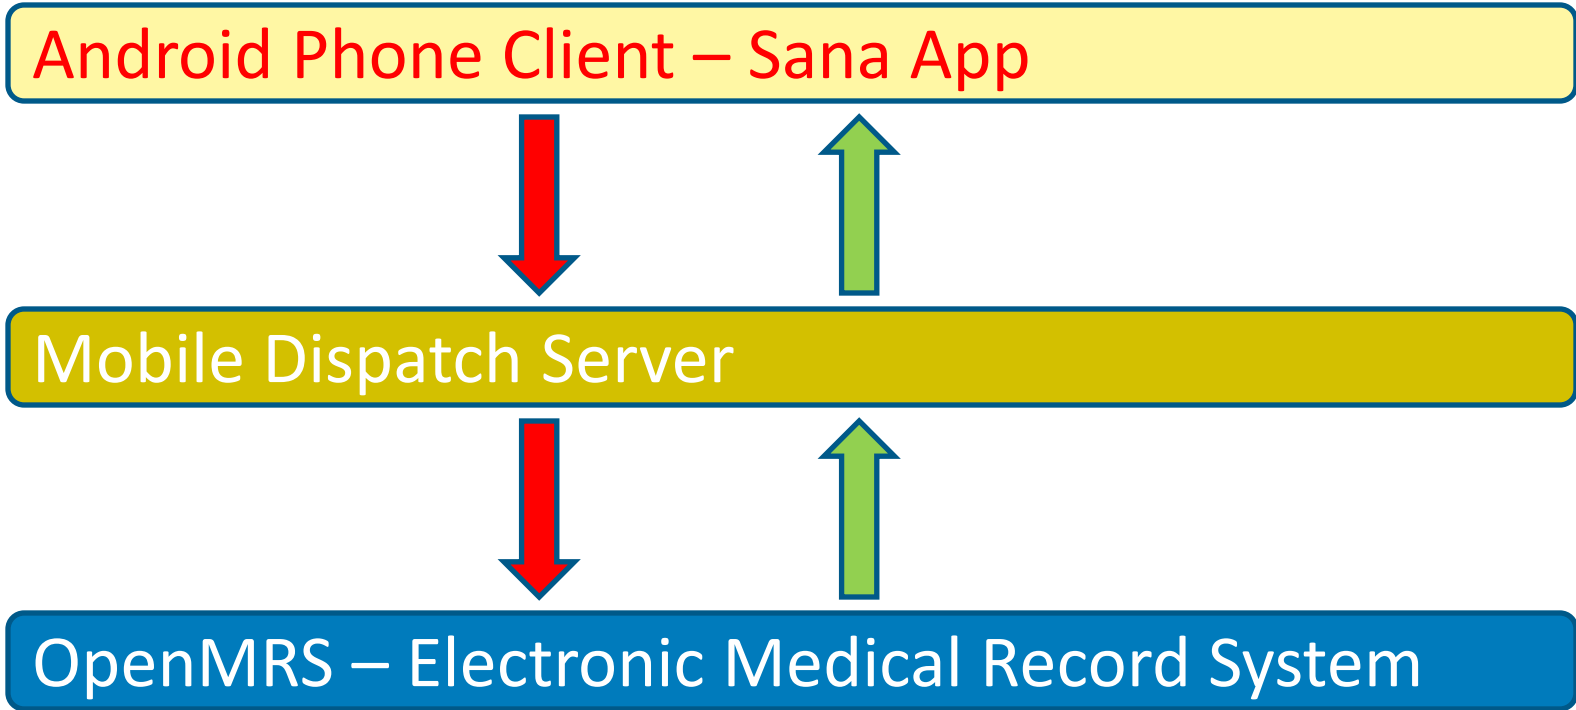 Android Phone Client – Sana App
Mobile Dispatch Server
OpenMRS – Electronic Medical Record System